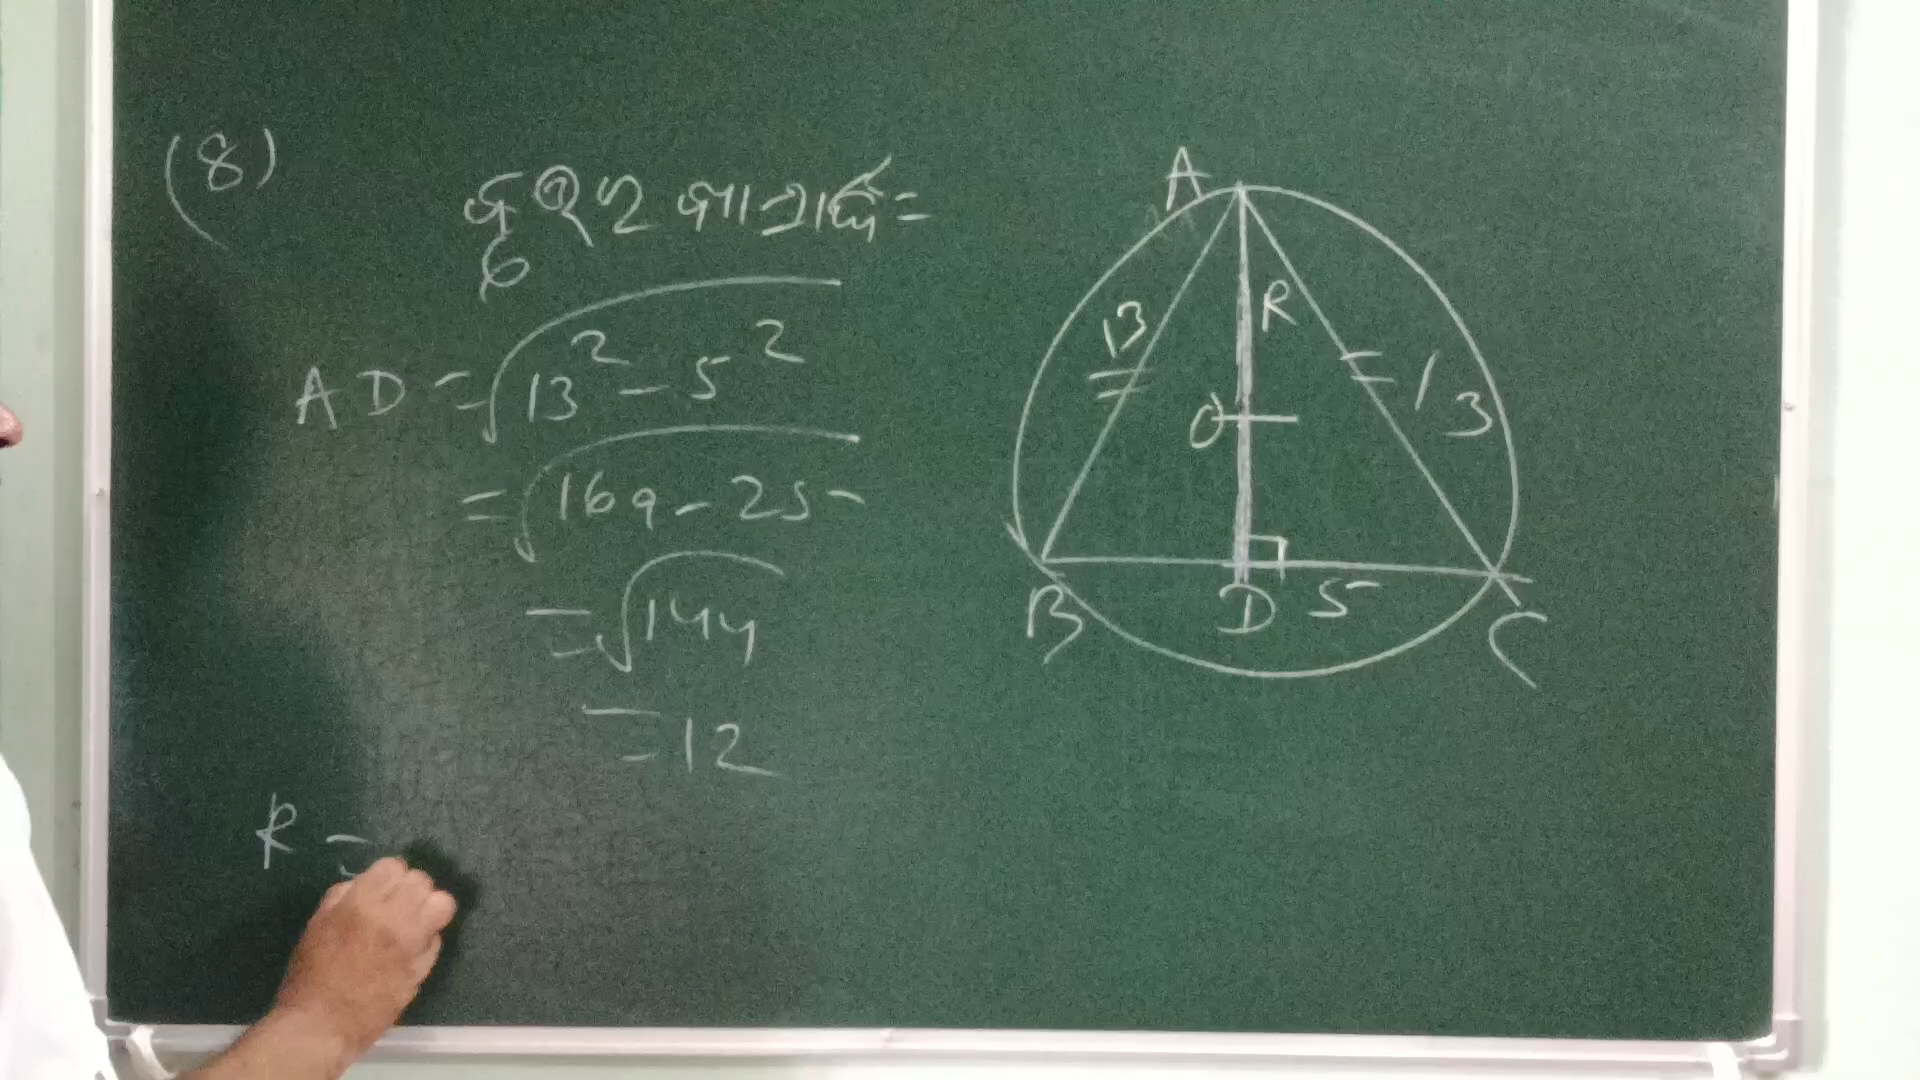 (8)
AD = √13² - 5²
= √169 - 25
= √144
= 12
R =
A
13
R
13
O
B
D
5
C